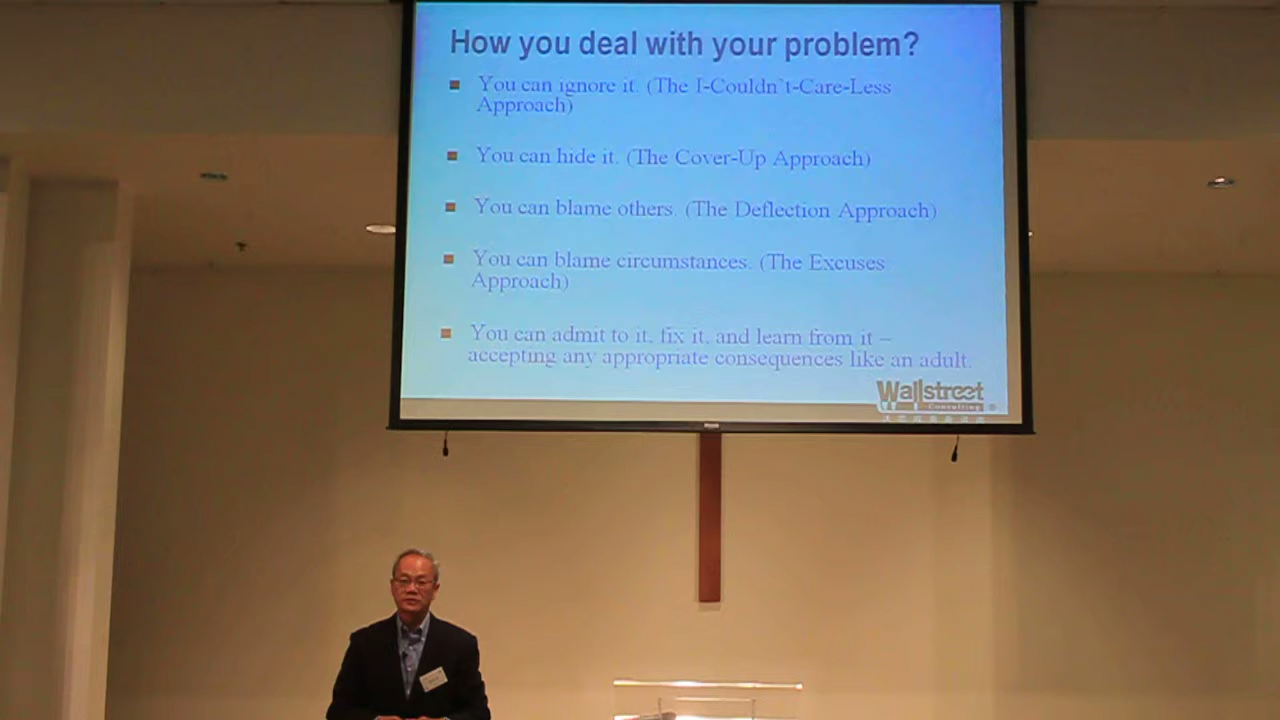 How you deal with your problem?
You can ignore it. (The I-Couldn`t-Care-Less
Approach)
You can hide it. (The Cover-Up Approach)
You can blame others. (The Deflection Approach)
You can blame circumstances. (The Excuses
Approach)
You can admit to it, fix it, and learn from it –
accepting any appropriate consequences like an adult.
Wallstreet
Consulting